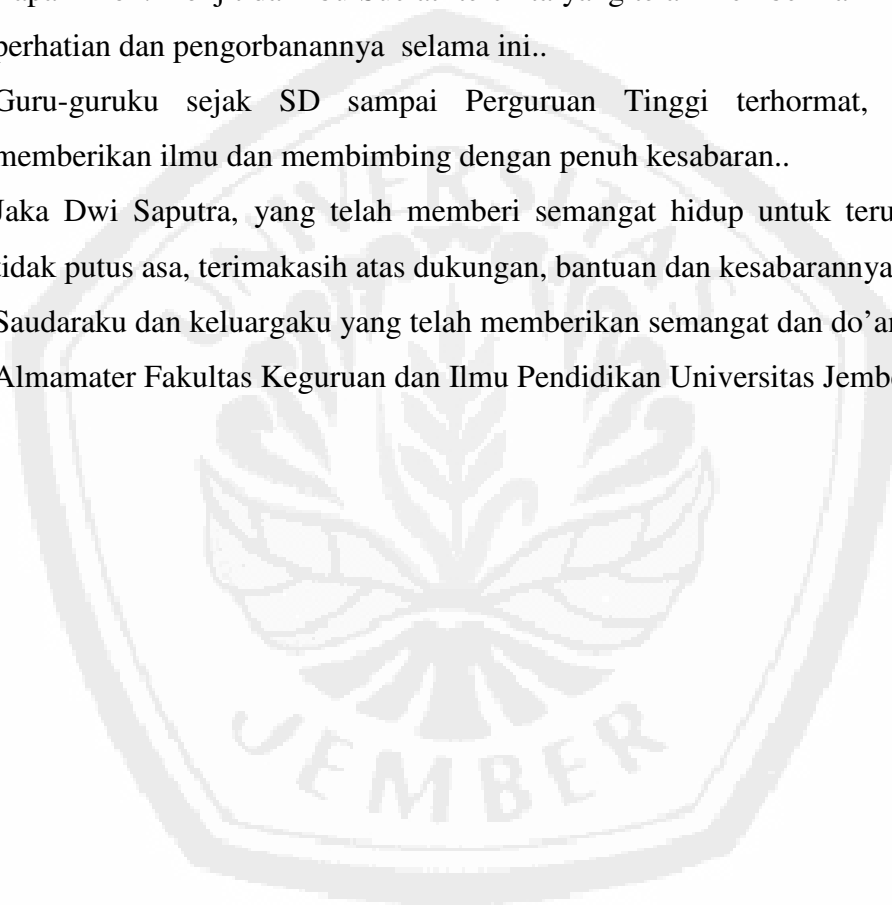 perhatian dan pengorbanannya selama ini..
Guru-guruku sejak SD sampai Perguruan Tinggi terhormat,
memberikan ilmu dan membimbing dengan penuh kesabaran..
Jaka Dwi Saputra, yang telah memberi semangat hidup untuk teru
tidak putus asa, terimakasih atas dukungan, bantuan dan kesabarannya
Saudaraku dan keluargaku yang telah memberikan semangat dan do’a
Almamater Fakultas Keguruan dan Ilmu Pendidikan Universitas Jemb
UNIVERSITAS
JEMBER